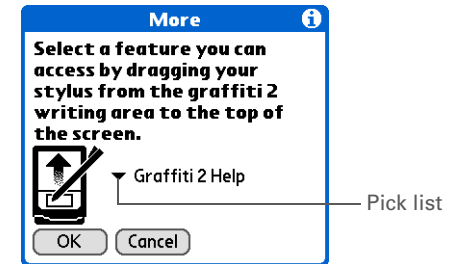 More
Select a feature you can
access by dragging your
stylus from the graffiti 2
writing area to the top of
the screen.
Graffiti 2 Help
Pick list
OK Cancel